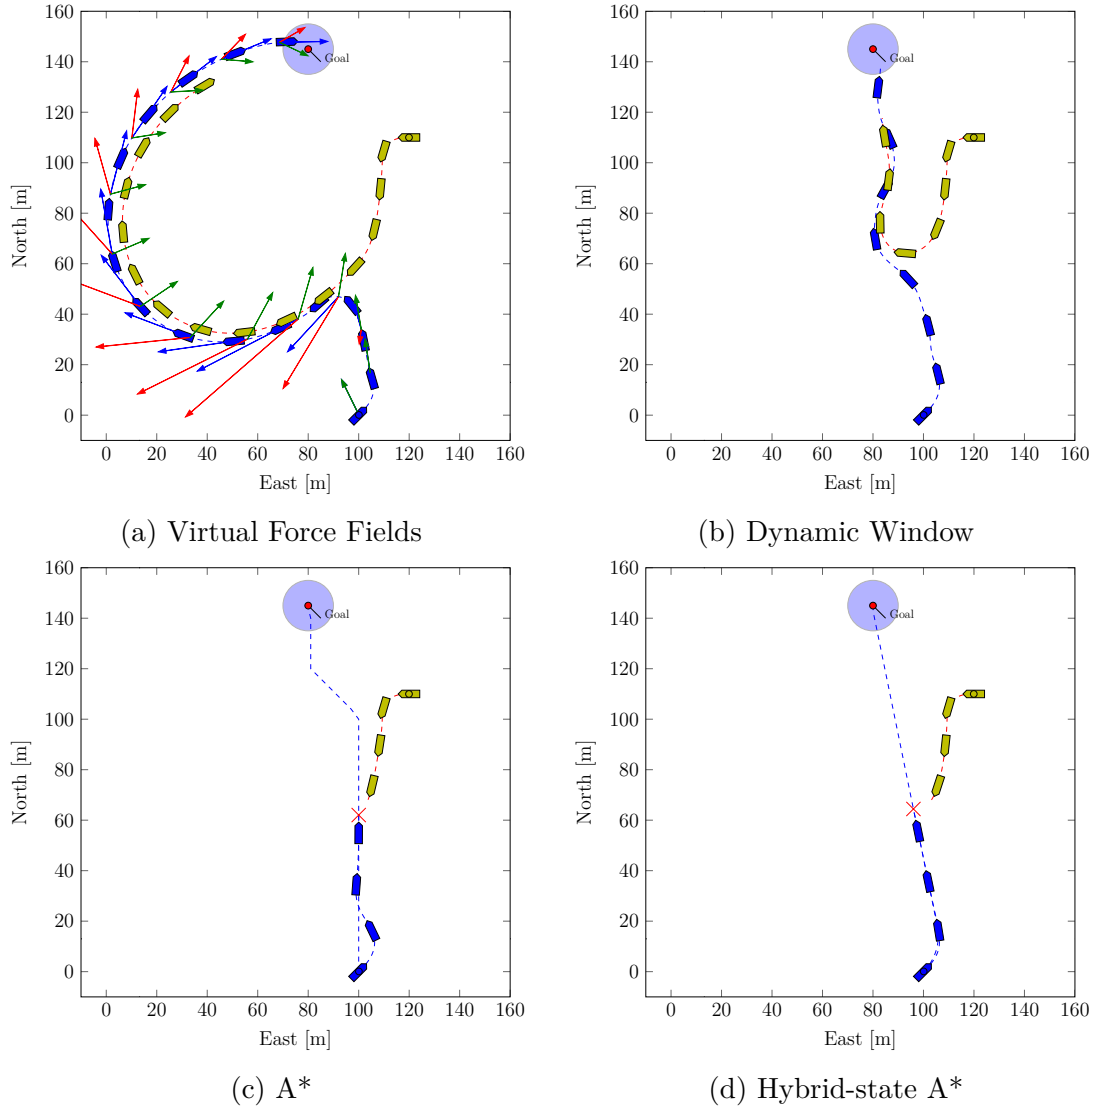 160
140
120
100
80
60
40
20
0
North [m]
Goal
0 20 40 60 80 100 120 140 160
East [m]
(a) Virtual Force Fields
160
140
120
100
80
60
40
20
0
North [m]
Goal
0 20 40 60 80 100 120 140 160
East [m]
(b) Dynamic Window
160
140
120
100
80
60
40
20
0
North [m]
Goal
0 20 40 60 80 100 120 140 160
East [m]
(c) A*
160
140
120
100
80
60
40
20
0
North [m]
Goal
0 20 40 60 80 100 120 140 160
East [m]
(d) Hybrid-state A*